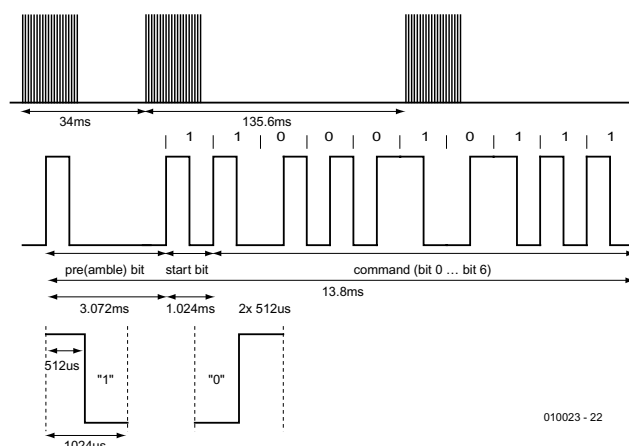 34ms 135.6ms
1 1 0 0 0 1 0 1 1 1
pre(amble) bit start bit command (bit 0 ... bit 6)
13.8ms
3.072ms 1.024ms 2x 512us
512us "1" "0"
1024us
010023 - 22